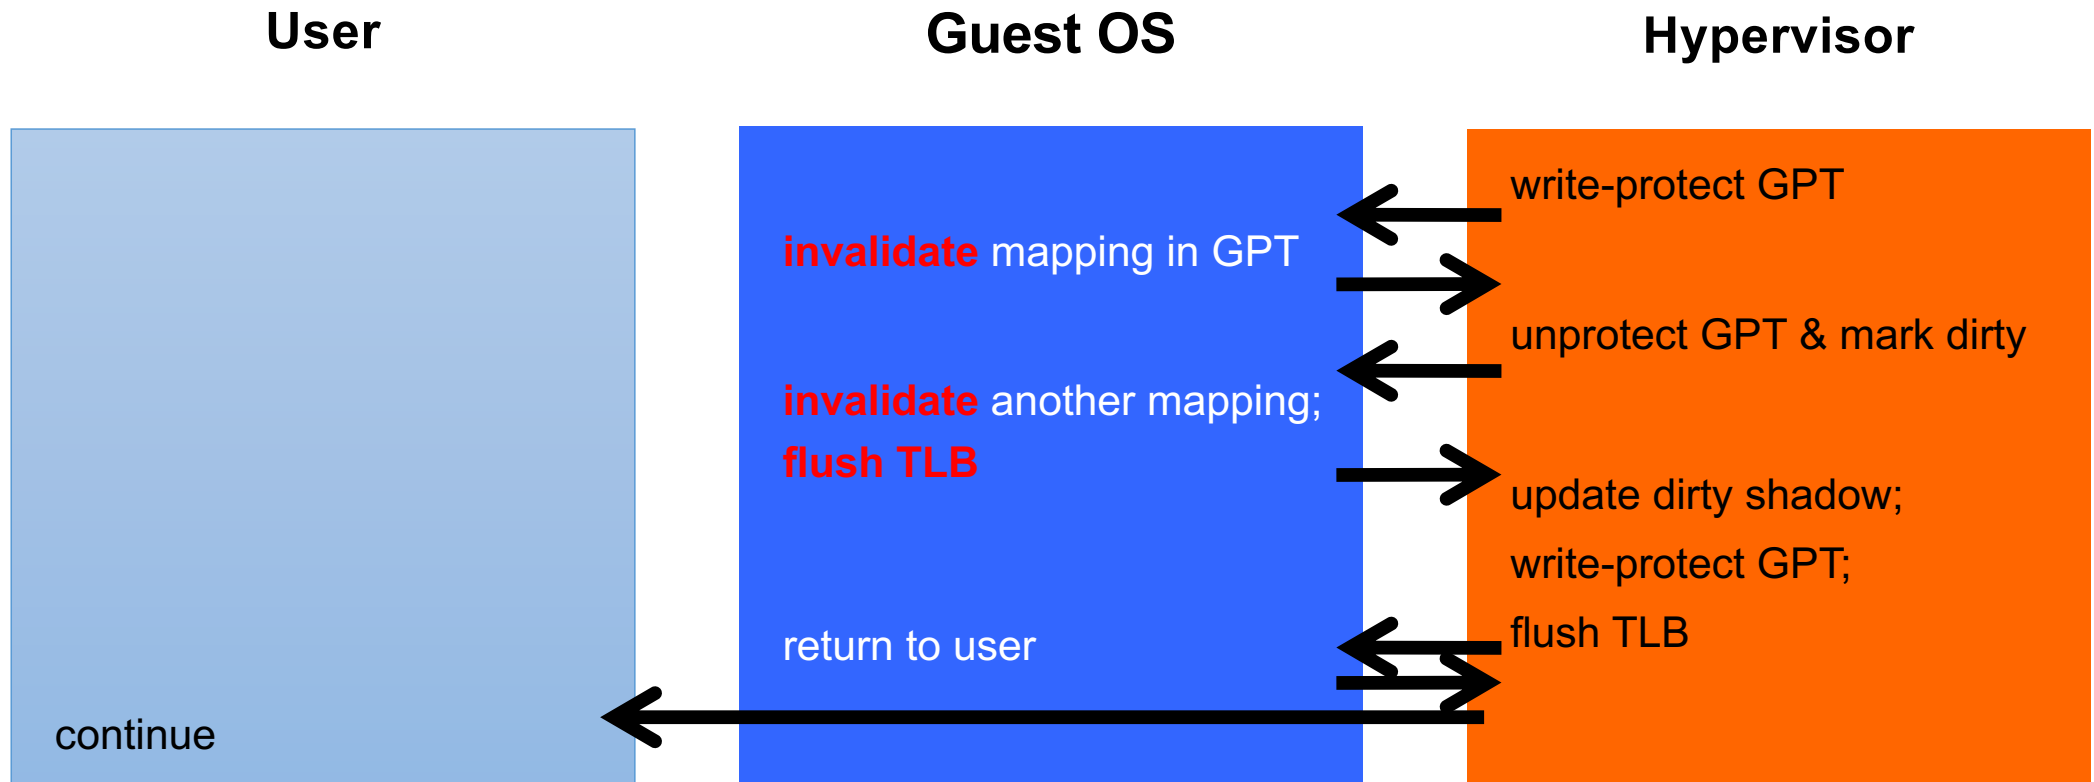 User
Guest OS
Hypervisor
write-protect GPT
invalidate mapping in GPT
unprotect GPT & mark dirty
invalidate another mapping;
flush TLB
update dirty shadow;
write-protect GPT;
flush TLB
return to user
continue